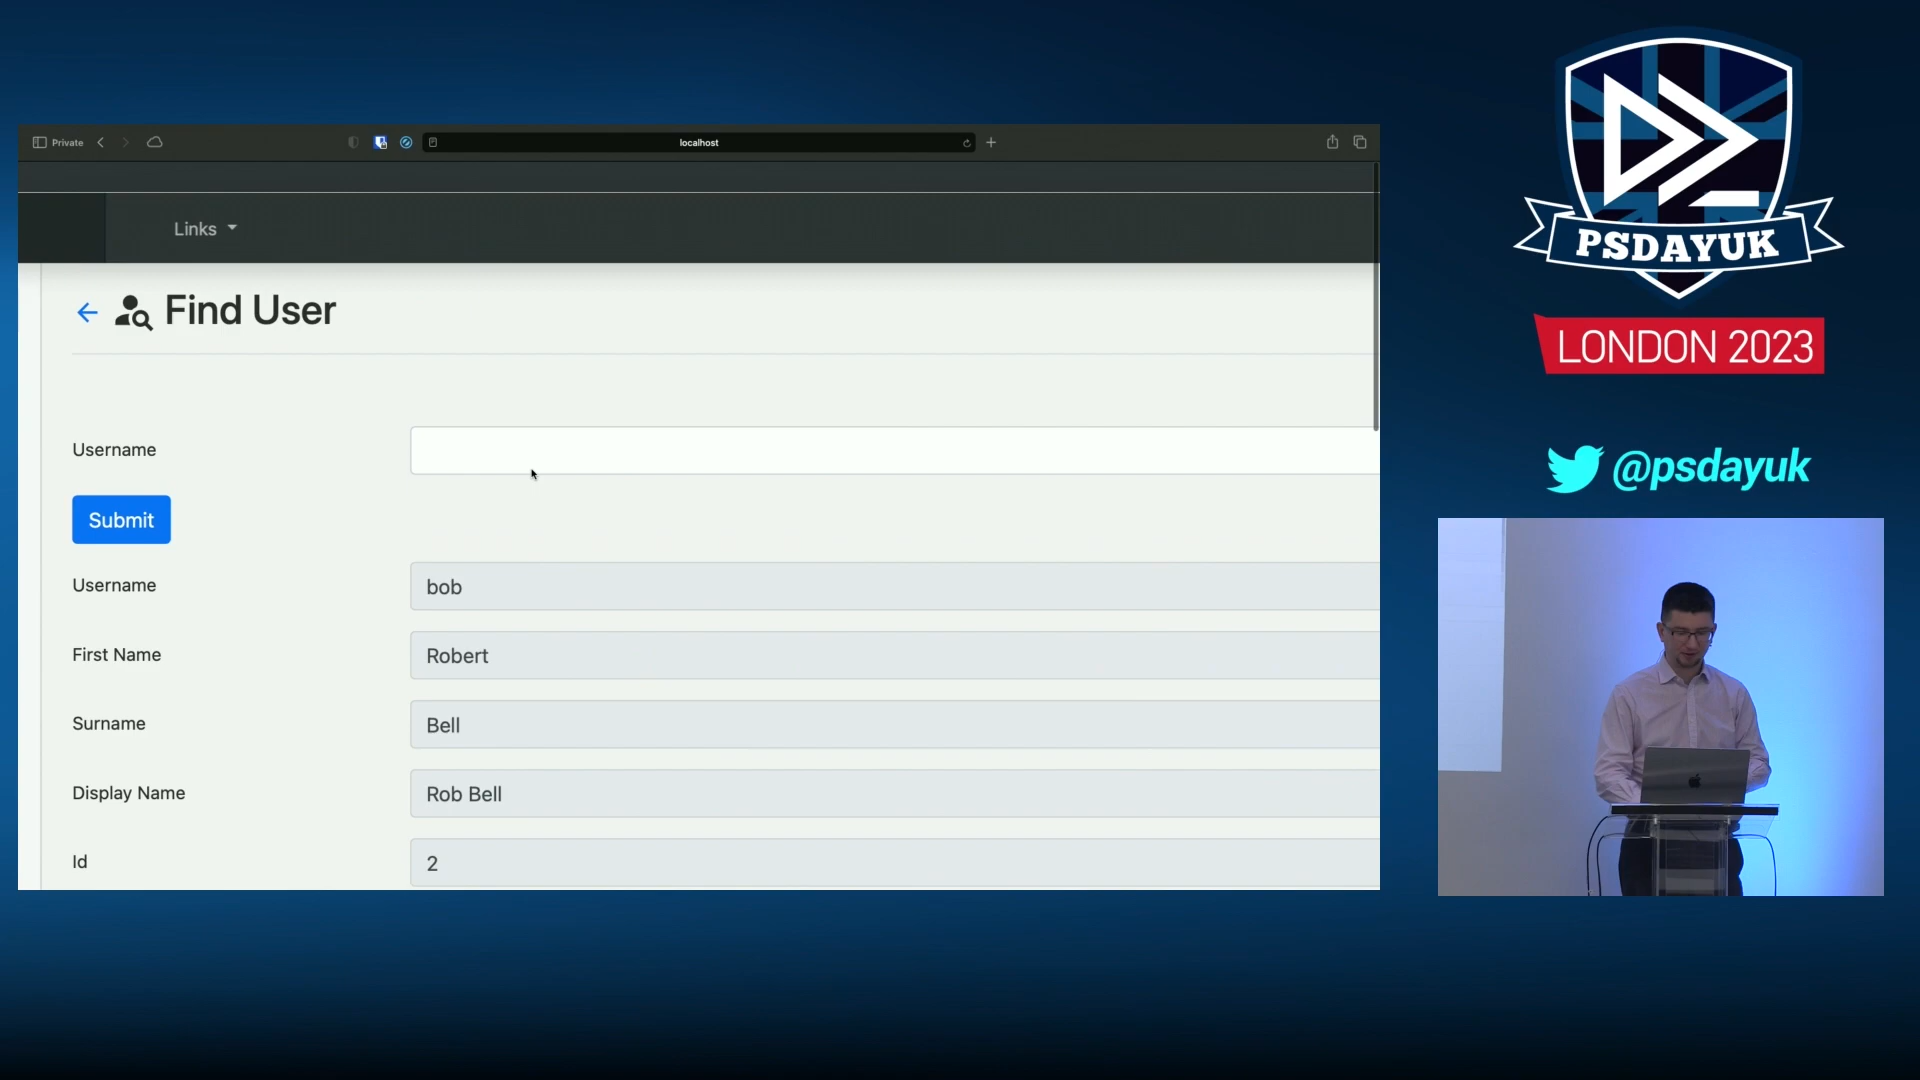 Private
localhost
Links
Find User
Username
Submit
Username
bob
First Name
Robert
Surname
Bell
Display Name
Rob Bell
Id
2
PSDAYUK
LONDON 2023
@psdayuk